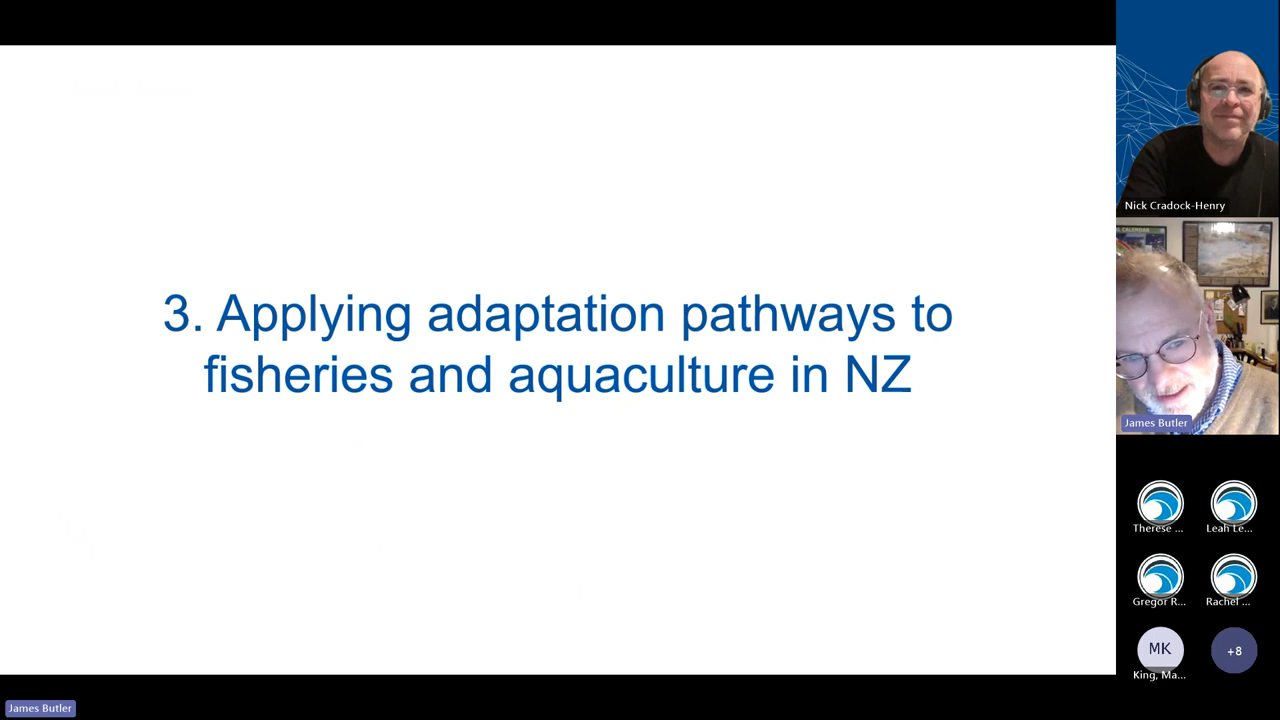 3. Applying adaptation pathways to
fisheries and aquaculture in NZ
Nick Cradock-Henry
CALENDAR
James Butler
Therese ...
Leah Le...
Gregor R...
Rachel ...
MK
+8
King, Ma...
James Butler